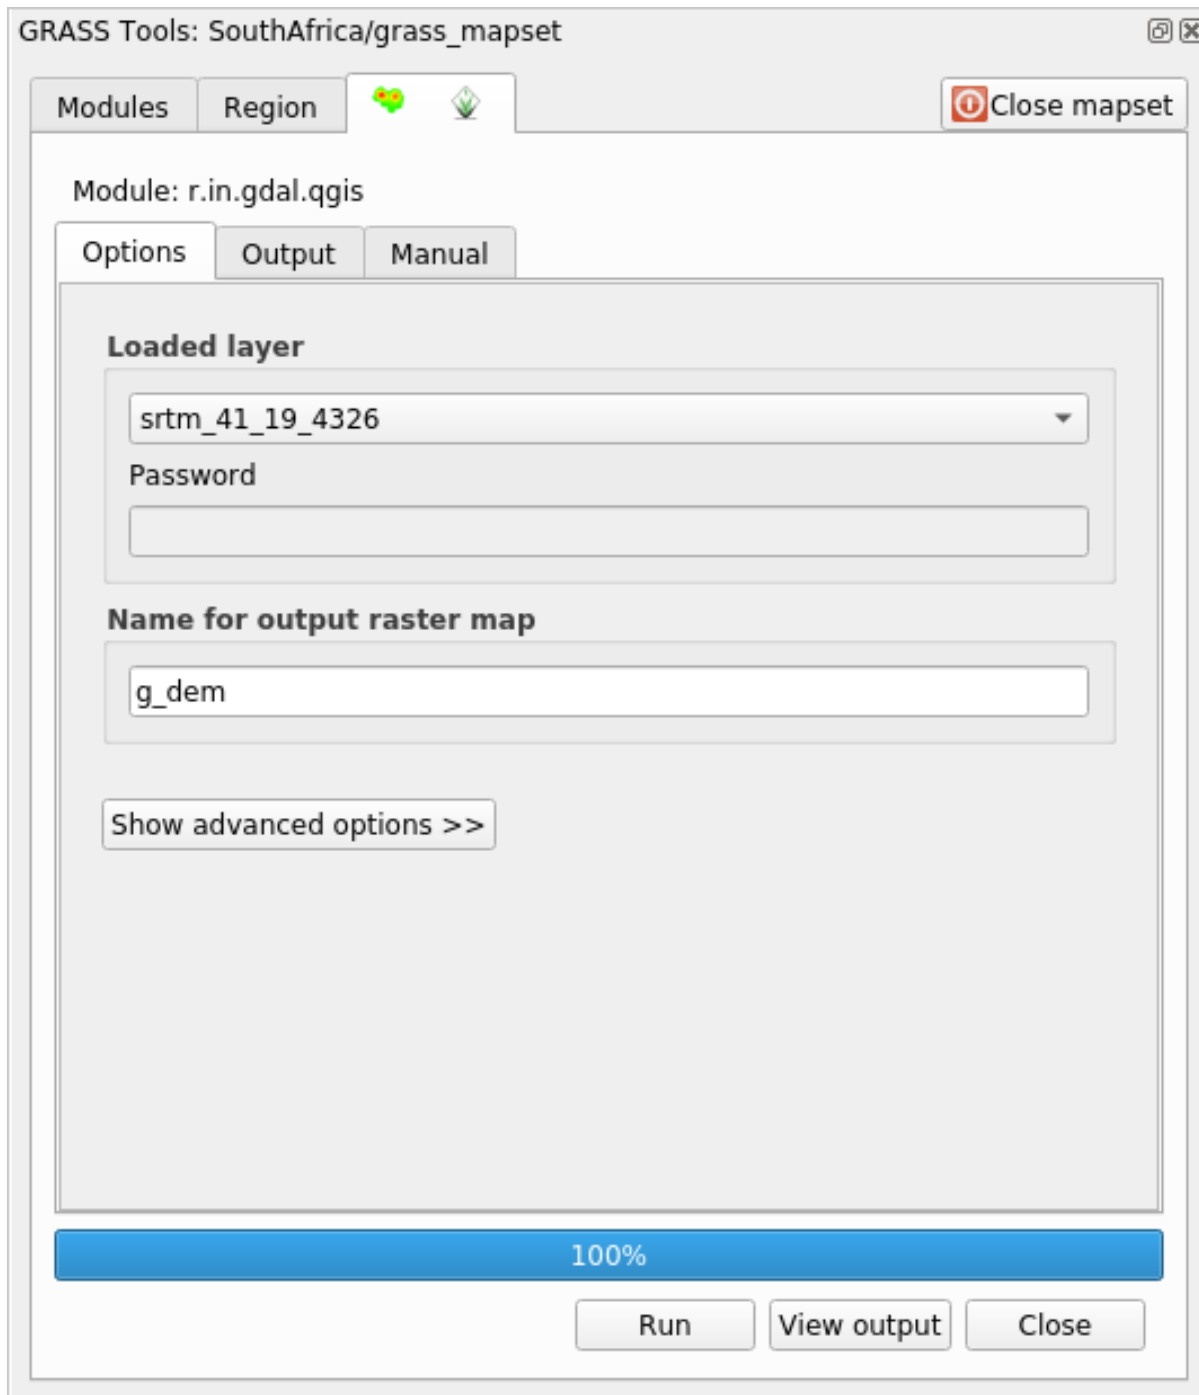 GRASS Tools: SouthAfrica/grass_mapset
Modules Region Close mapset
Module: r.in.gdal.qgis
Options Output Manual
Loaded layer
srtm_41_19_4326
Password
Name for output raster map
g_dem
Show advanced options >>
100%
Run View output Close